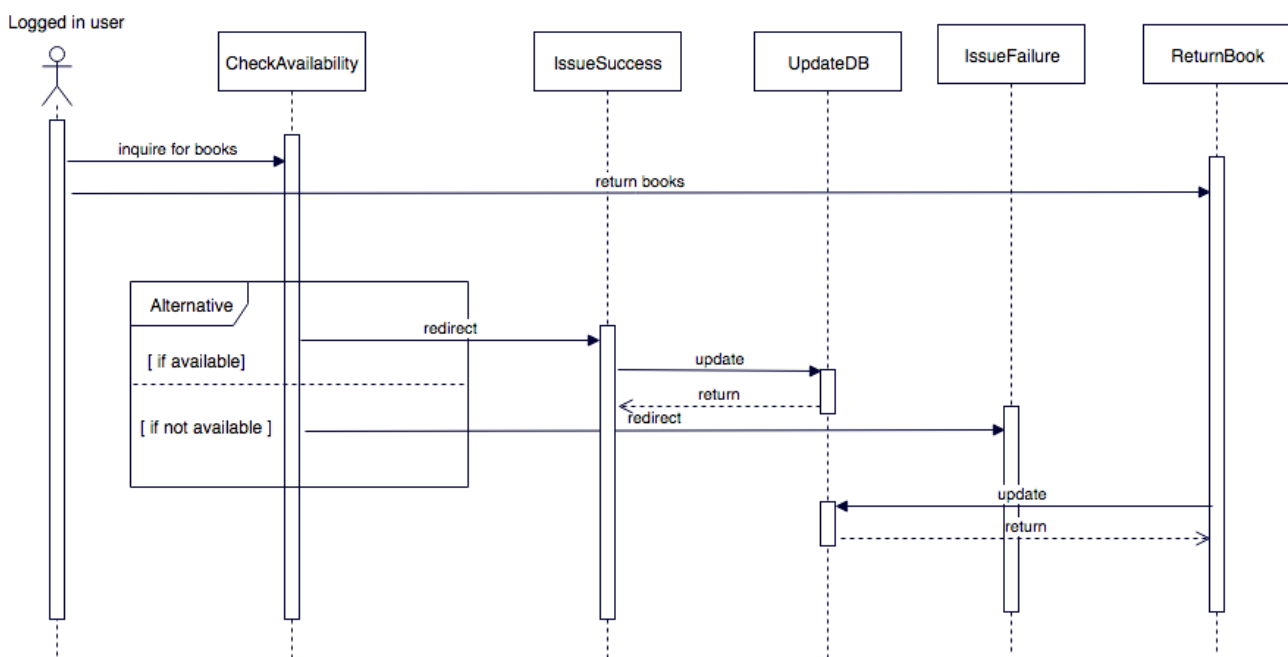 Logged in user
CheckAvailability
IssueSuccess
UpdateDB
IssueFailure
ReturnBook
inquire for books
return books
Alternative
redirect
[ if available]
update
return
redirect
[ if not available ]
update
return